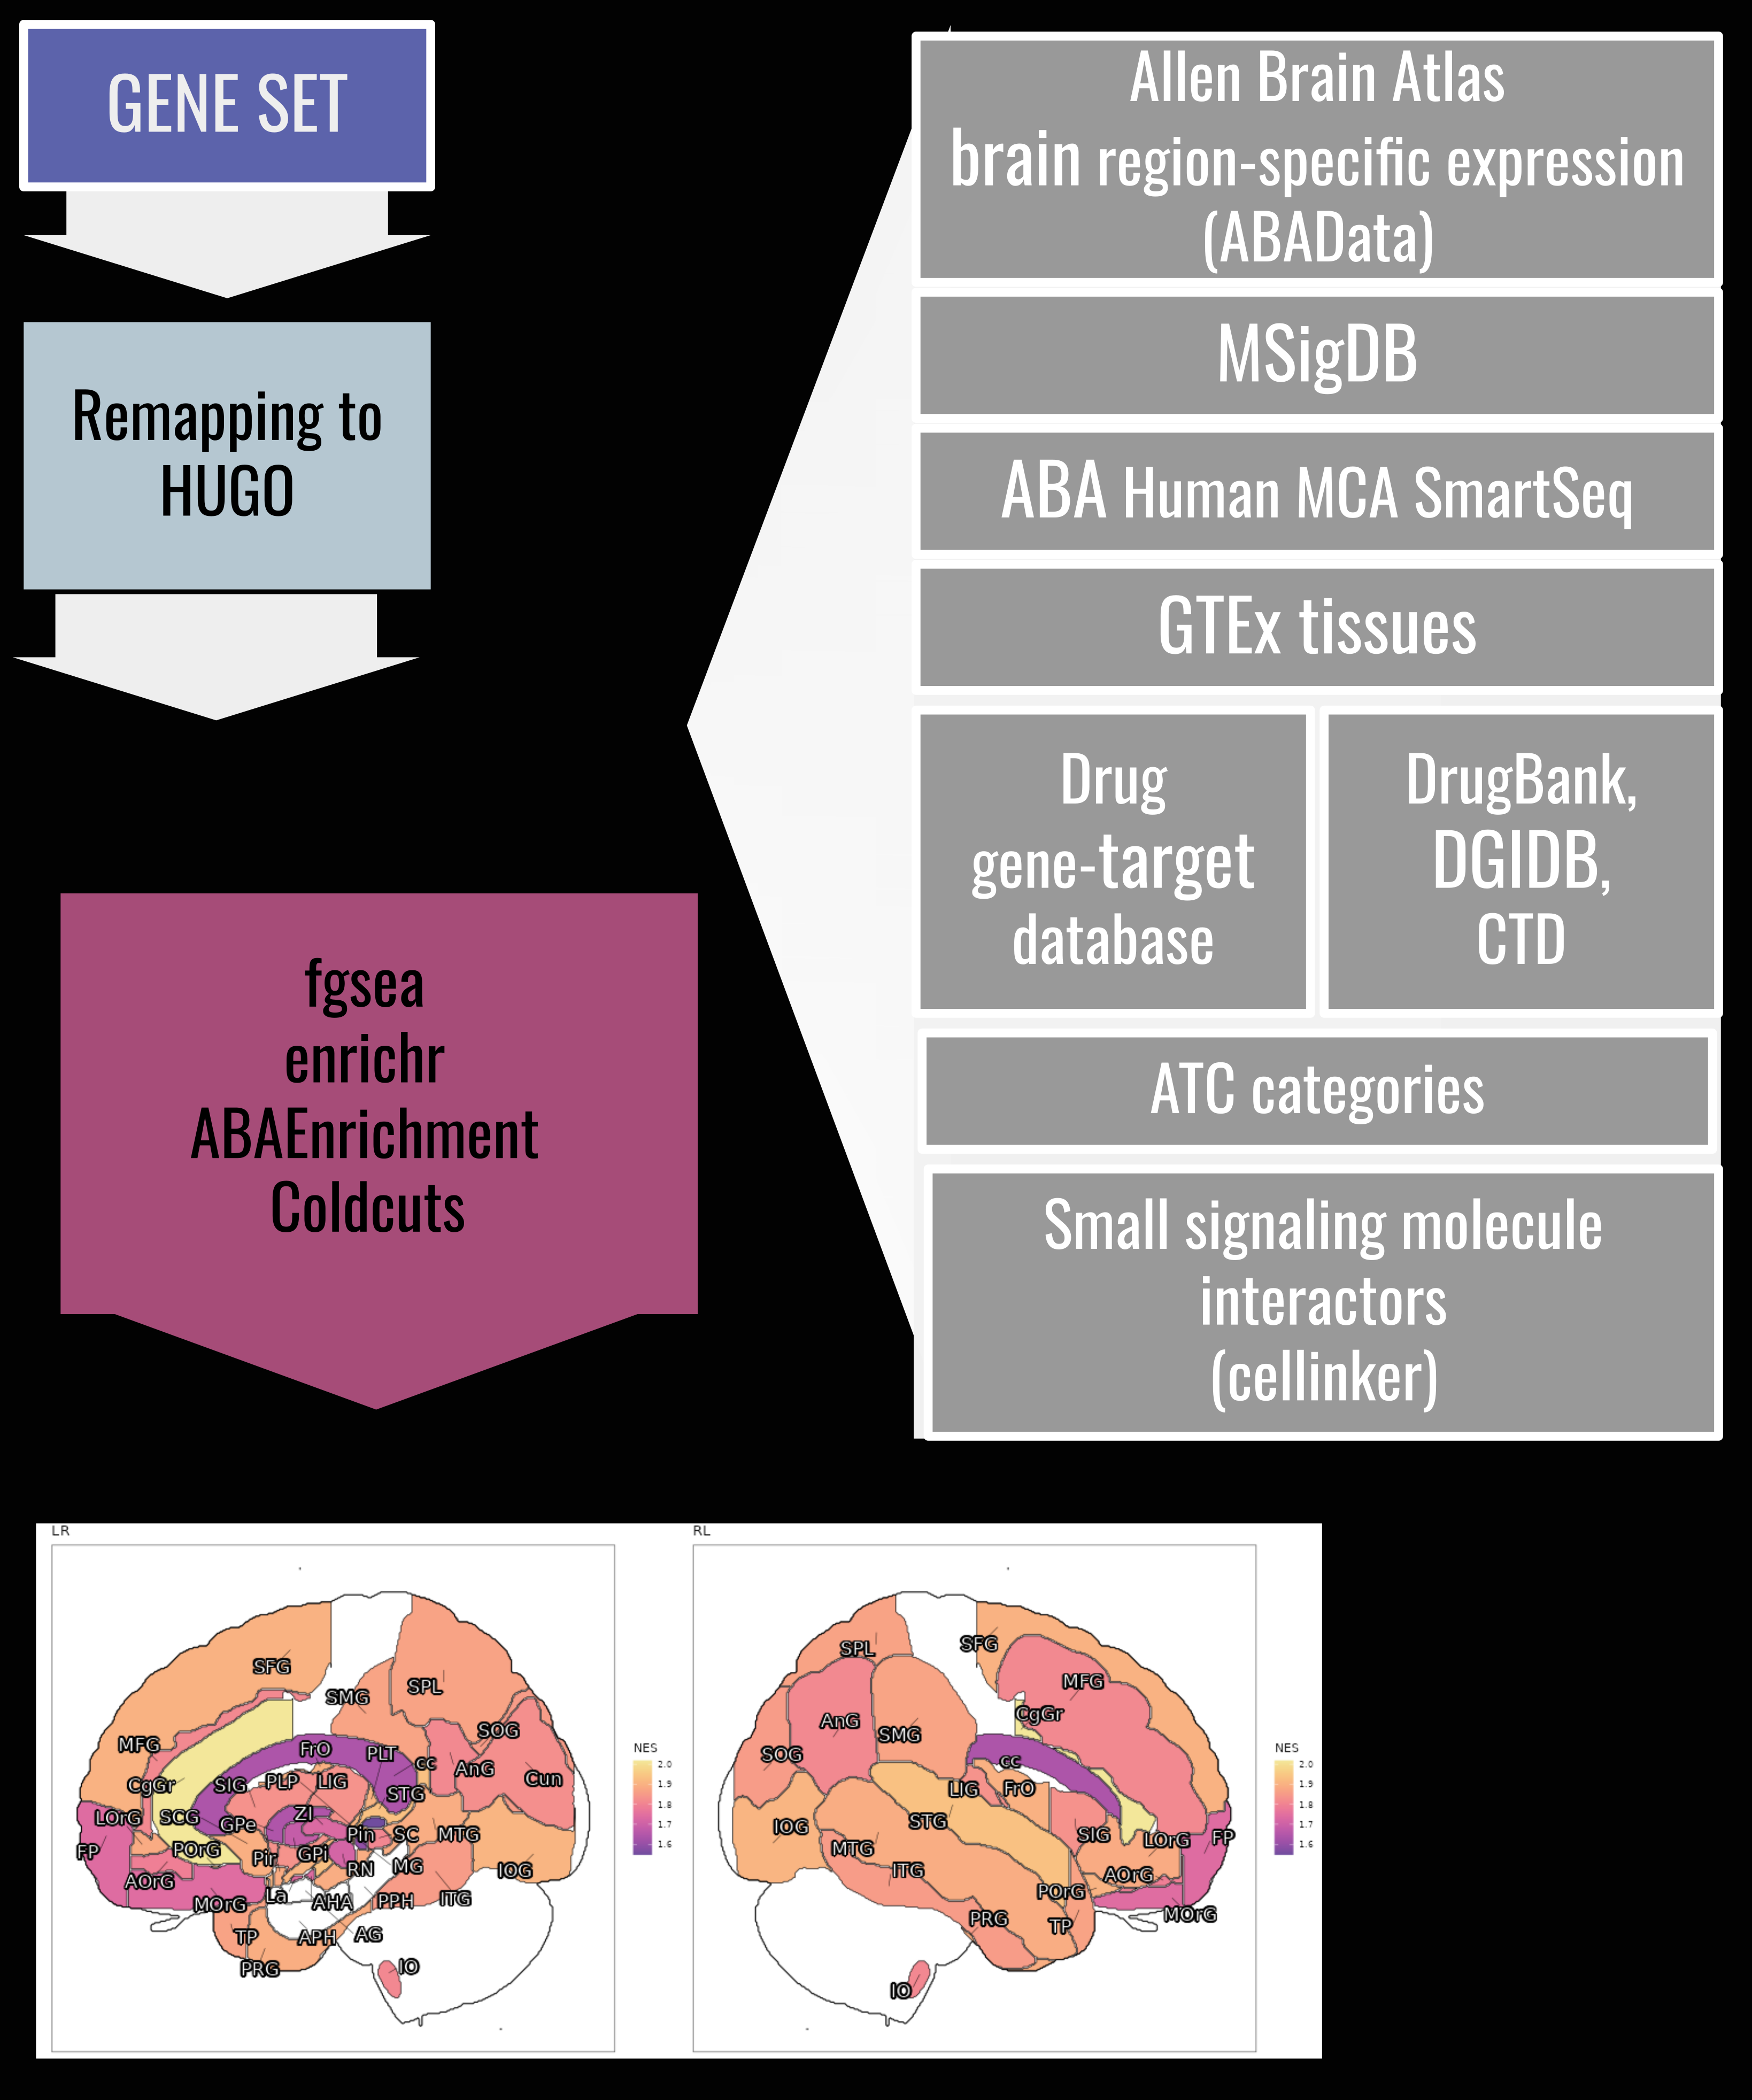 GENE SET
Remapping to
HUGO
fgsea
enrichr
ABAEnrichment
Coldcuts
Allen Brain Atlas
brain region-specific expression
(ABAData)
MSigDB
ABA Human MCA SmartSeq
GTEx tissues
Drug
gene-target
database
DrugBank,
DGIDB,
CTD
ATC categories
Small signaling molecule
interactors
(cellinker)
LR
SFG
SMG
SPL
SOG
MFG
FrO
PLT
cc
AnG
Cun
CgGr
SIG
PLP
LIG
STG
LOrG
SCG
GPe
ZI
FP
POrG
Pin
SC
MTG
Pir
GPi
RN
MG
IOG
AOrG
MOrG
La
AHA
PPH
ITG
TP
APH
AG
PRG
IO
NES
2.0
1.9
1.8
1.7
1.6
RL
SPL
SFG
MFG
AnG
SMG
CgGr
SOG
cc
LIG
FrO
IOG
STG
SIG
LOrG
FP
MTG
ITG
AOrG
POrG
MOrG
PRG
TP
IO
NES
2.0
1.9
1.8
1.7
1.6